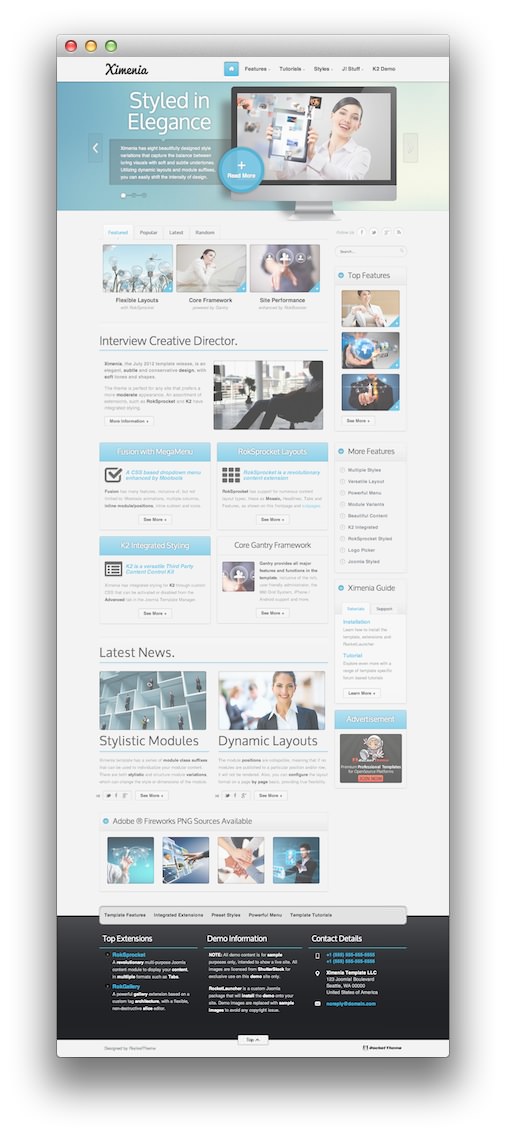 Ximenia
Features
Tutorials
Styles
J! Stuff
K2 Demo
Styled in
Elegance
Ximenia has eight beautifully designed style
variations that capture the balance between
luring visuals with soft and subtle undertones.
Utilizing dynamic layouts and module suffixes,
you can easily shift the intensity of design.
Read More
Featured
Popular
Latest
Random
Follow Us
Search...
Flexible Layouts
with RokSprocket
Core Framework
powered by Gantry
Site Performance
enhanced by RokBooster
Top Features
See More
Interview Creative Director.
Ximenia, the July 2012 template release, is an
elegant, subtle and conservative design, with
soft tones and shapes.
The theme is perfect for any site that prefers a
more moderate appearance. An assortment of
extensions, such as RokSprocket and K2 have
integrated styling.
More Information
Fusion with MegaMenu
A CSS based dropdown menu
enhanced by Mootools
Fusion has many features, inclusive of, but not
limited to: Mootools animations, multiple columns,
inline modules/positions, inline subtext and icons.
See More
RokSprocket Layouts
RokSprocket is a revolutionary
content extension
RokSprocket has support for numerous content
layout types, these as Mosaic, Headlines, Tabs and
Features, as shown on this frontpage and subpages.
See More
K2 Integrated Styling
K2 is a versatile Third Party
Content Control Kit
Ximenia has integrated styling for K2 through custom
CSS that can be activated or disabled from the
Advanced tab in the Joomla Template Manager.
See More
Core Gantry Framework
Gantry provides all major
features and functions in the
template, inclusive of the lists,
user friendly administrator, the
960 Grid System, iPhone /
Android support and more.
See More
More Features
Multiple Styles
Versatile Layout
Powerful Menu
Module Variants
Beautiful Content
K2 Integrated
RokSprocket Styled
Logo Picker
Joomla Styled
Ximenia Guide
Tutorials
Support
Installation
Learn how to install the
template, extensions and
RocketLauncher
Tutorial
Explore even more with a
range of template specific
forum based tutorials
Learn More
Latest News.
Stylistic Modules
Ximenia template has a series of module class suffixes
that can be used to individualize your module content.
There are both stylistic and structure module variations,
which can change the style or dimensions of the module.
See More
Dynamic Layouts
The module positions are compatible, meaning that if no
modules are published to a particular position and/or row,
it will not be rendered. Also, you can configure the layout
format on a page by page basis, providing true flexibility.
See More
Advertisement
Premium Professional Templates
for OpenSource Platforms
JOIN NOW
Adobe ® Fireworks PNG Sources Available
Template Features
Integrated Extensions
Preset Styles
Powerful Menu
Template Tutorials
Top Extensions
RokSprocket
A revolutionary multi-purpose Joomla
content module to display your content,
in multiple formats such as Tabs.
RokGallery
A powerful gallery extension based on a
custom tag architecture, with a flexible,
non-destructive slice editor.
Demo Information
NOTE: All demo content is for sample
purposes only, intended to show a live site. All
images are licensed from ShutterStock for
exclusive use on this demo site only.
RocketLauncher is a custom Joomla
package that will install the demo onto your
site. Demo images are replaced with sample
images to avoid any copyright issue.
Contact Details
+1 (555) 555-555-5555
+1 (555) 555-555-5556
Ximenia Template LLC
123 Joomla! Boulevard
Seattle, WA 00000
United States of America
noreply@domain.com
Top
Designed by RocketTheme
RocketTheme